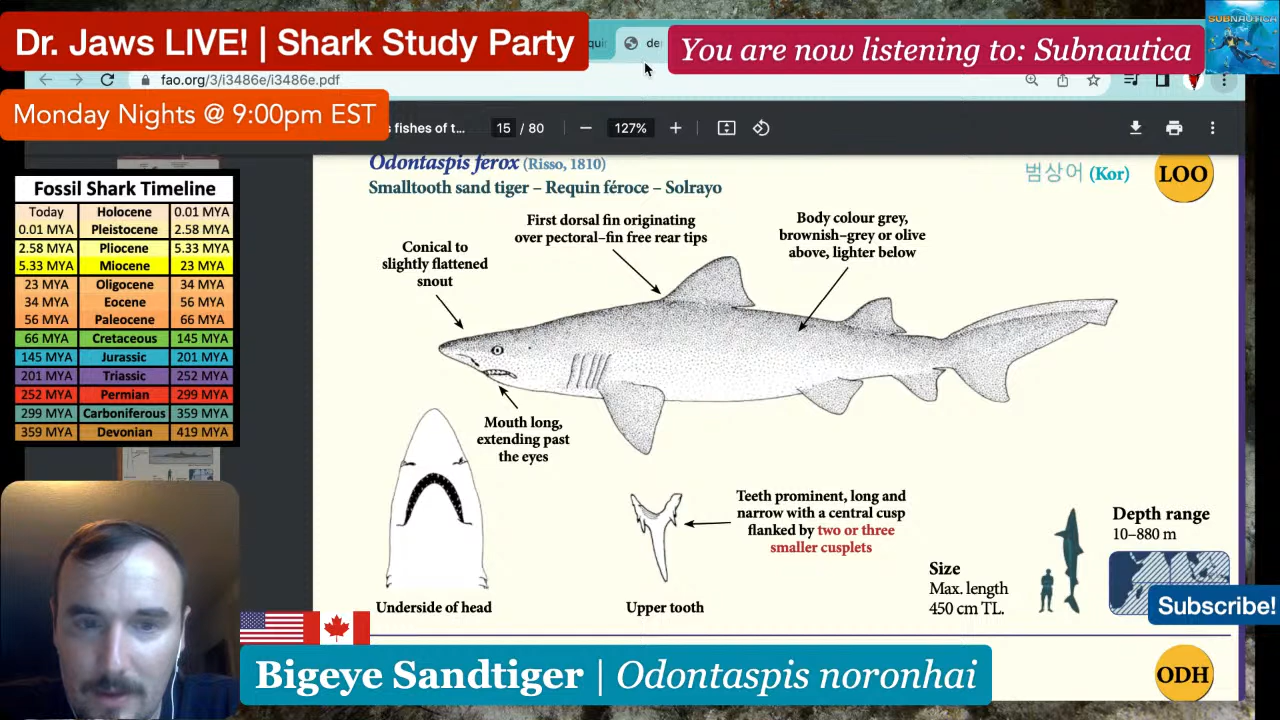 Dr. Jaws LIVE! | Shark Study Party
You are now listening to: Subnautica
SUBNAUTICA
fao.org/3/i3486e/i3486e.pdf
Monday Nights @ 9:00pm EST
fishes of t...
15 / 80
127%
Odontaspis ferox (Risso, 1810)
범상어 (Kor)
LOO
Smalltooth sand tiger – Requin féroce – Solrayo
Fossil Shark Timeline
Today Holocene 0.01 MYA
0.01 MYA Pleistocene 2.58 MYA
2.58 MYA Pliocene 5.33 MYA
5.33 MYA Miocene 23 MYA
23 MYA Oligocene 34 MYA
34 MYA Eocene 56 MYA
56 MYA Paleocene 66 MYA
66 MYA Cretaceous 145 MYA
145 MYA Jurassic 201 MYA
201 MYA Triassic 252 MYA
252 MYA Permian 299 MYA
299 MYA Carboniferous 359 MYA
359 MYA Devonian 419 MYA
Conical to
slightly flattened
snout
First dorsal fin originating
over pectoral–fin free rear tips
Body colour grey,
brownish–grey or olive
above, lighter below
Mouth long,
extending past
the eyes
Teeth prominent, long and
narrow with a central cusp
flanked by two or three
smaller cusplets
Depth range
10–880 m
Size
Max. length
450 cm TL.
Underside of head
Upper tooth
Subscribe!
Bigeye Sandtiger | Odontaspis noronhai
ODH